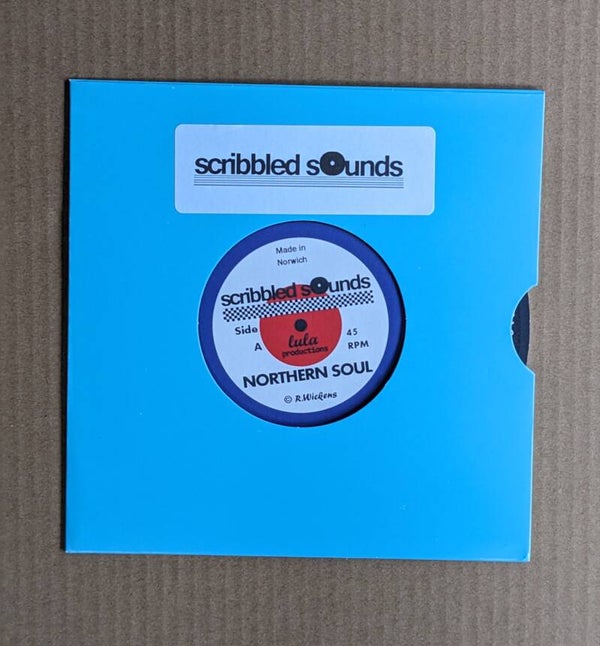 scribbled sounds
Made in
Norwich
scribbled sounds
Side
A
45
RPM
lula
productions
NORTHERN SOUL
© R.Wickens